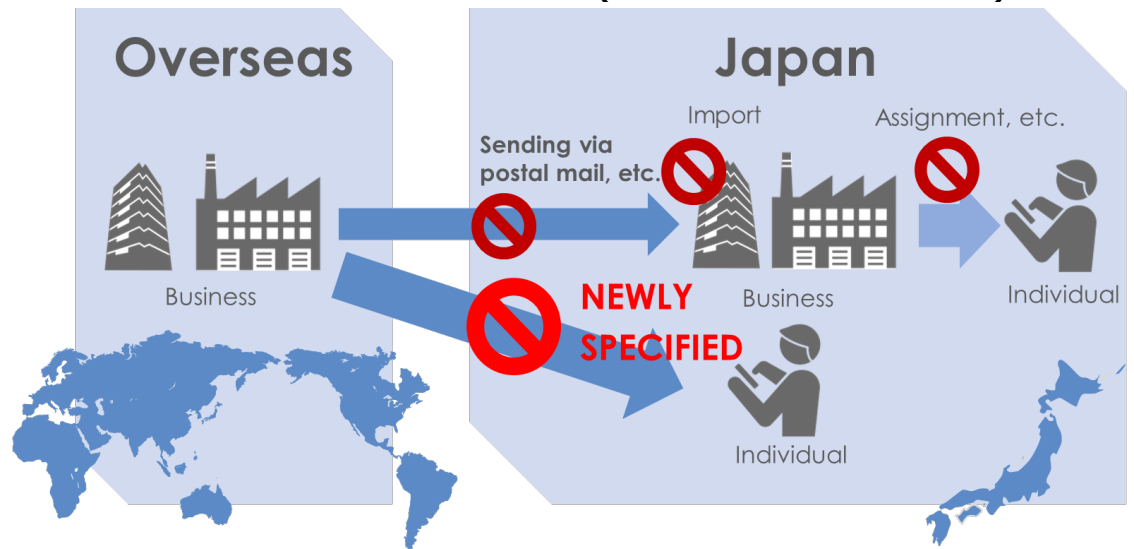 Overseas
Japan
Import
Assignment, etc.
Sending via
postal mail, etc.
Business
NEWLY
SPECIFIED
Business
Individual
Individual